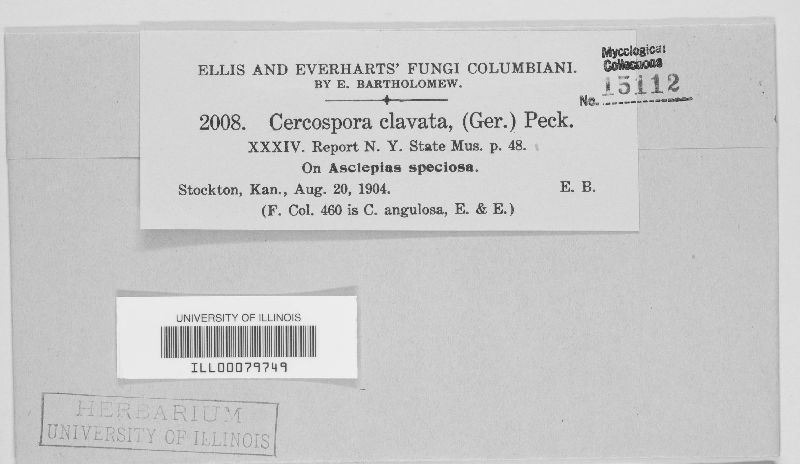 ELLIS AND EVERHARTS' FUNGI COLUMBIANI.
BY E. BARTHOLOMEW.
Mycological
Collections
No. 15112
2008. Cercospora clavata, (Ger.) Peck.
XXXIV. Report N. Y. State Mus. p. 48.
On Asclepias speciosa.
Stockton, Kan., Aug. 20, 1904. E. B.
(F. Col. 460 is C. angulosa, E. & E.)
UNIVERSITY OF ILLINOIS
ILL00079749
HERBARIUM
UNIVERSITY OF ILLINOIS